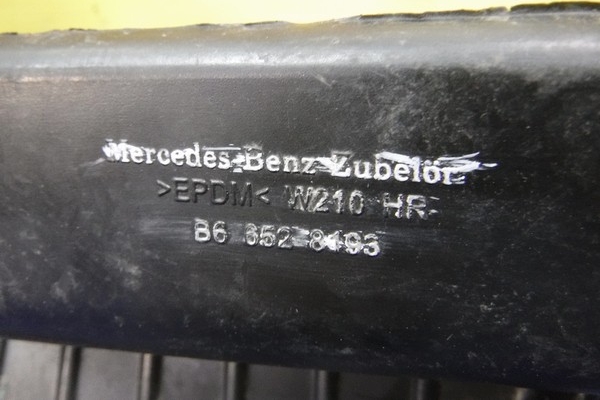 Mercedes-Benz Zubehör
>EPDM< W210 HR-
B6 652 8493